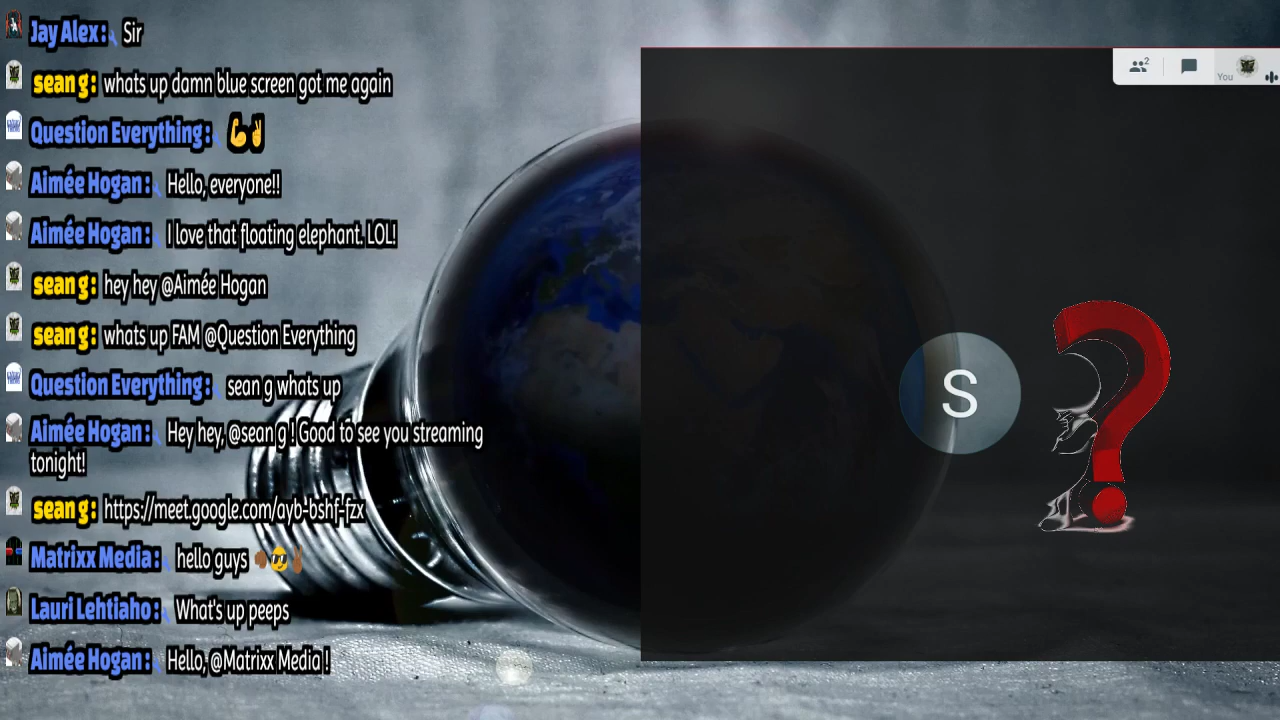 Jay Alex: Sir
sean g: whats up damn blue screen got me again
Question Everything: 💪✌
Aimée Hogan: Hello, everyone!!
Aimée Hogan: I love that floating elephant. LOL!
sean g: hey hey @Aimée Hogan
sean g: whats up FAM @Question Everything
Question Everything: sean g whats up
Aimée Hogan: Hey hey, @sean g ! Good to see you streaming
tonight!
sean g: https://meet.google.com/ayb-bshf-fzx
Matrixx Media: hello guys 👊🏾😎✌🏾
Lauri Lehtiaho: What's up peeps
Aimée Hogan: Hello, @Matrixx Media !
2
You
S
?